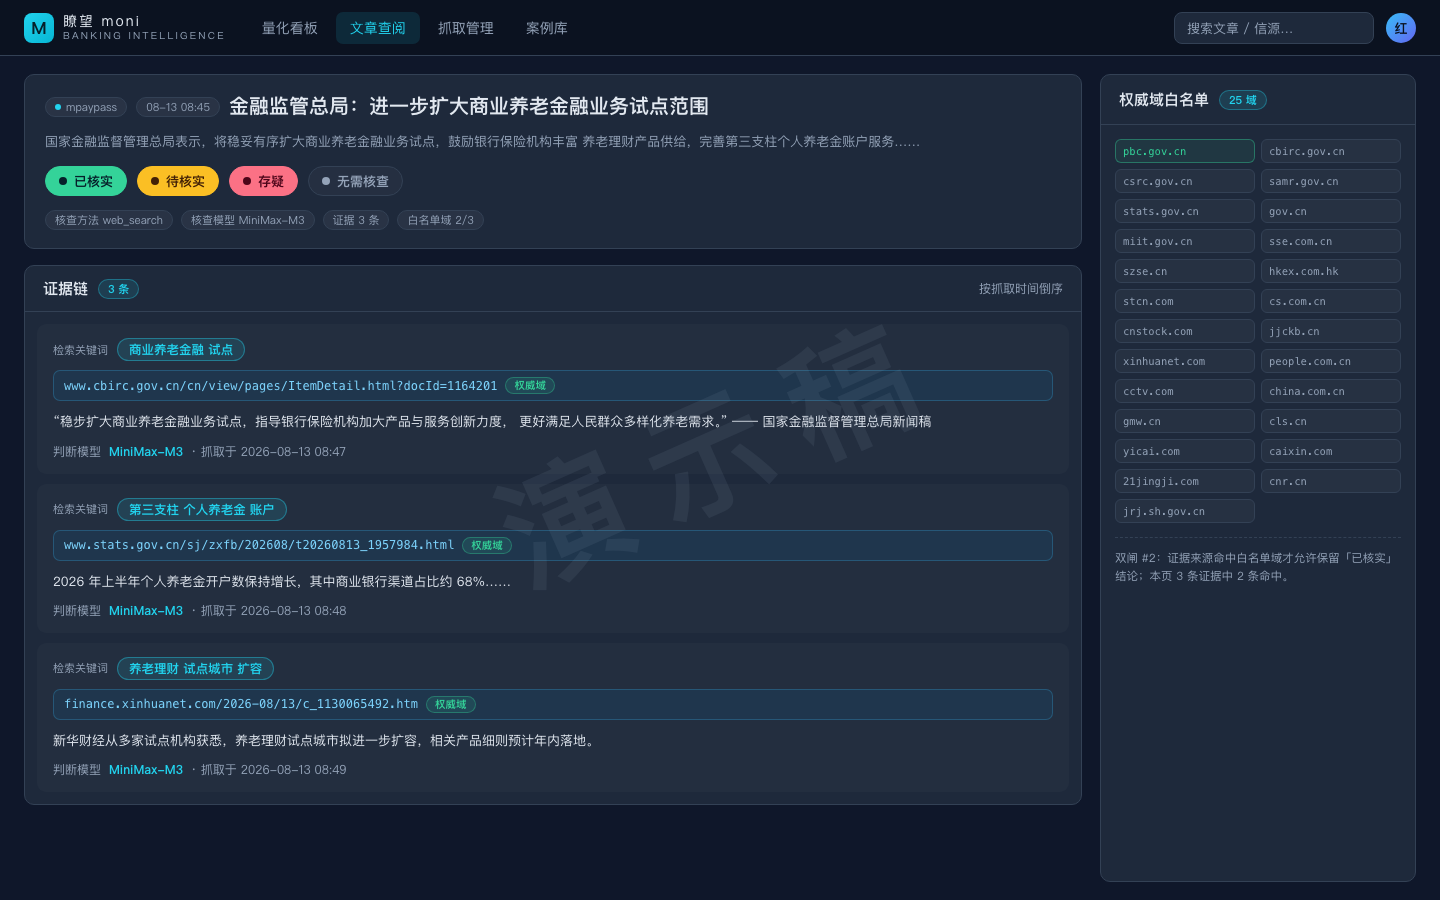 M
瞭望 moni
BANKING INTELLIGENCE
量化看板 文章查阅 抓取管理 案例库
搜索文章 / 信源...
红
mpaypass 08-13 08:45 金融监管总局：进一步扩大商业养老金融业务试点范围
国家金融监督管理总局表示，将稳妥有序扩大商业养老金融业务试点，鼓励银行保险机构丰富 养老理财产品供给，完善第三支柱个人养老金账户服务……
已核实 待核实 存疑 无需核查
核查方法 web_search 核查模型 MiniMax-M3 证据 3 条 白名单域 2/3
证据链 3 条 按抓取时间倒序
检索关键词 商业养老金融 试点
www.cbirc.gov.cn/cn/view/pages/ItemDetail.html?docId=1164201 权威域
“稳步扩大商业养老金融业务试点，指导银行保险机构加大产品与服务创新力度， 更好满足人民群众多样化养老需求。” —— 国家金融监督管理总局新闻稿
判断模型 MiniMax-M3 · 抓取于 2026-08-13 08:47
检索关键词 第三支柱 个人养老金 账户
www.stats.gov.cn/sj/zxfb/202608/t20260813_1957984.html 权威域
2026 年上半年个人养老金开户数保持增长，其中商业银行渠道占比约 68%……
判断模型 MiniMax-M3 · 抓取于 2026-08-13 08:48
检索关键词 养老理财 试点城市 扩容
finance.xinhuanet.com/2026-08/13/c_1130065492.htm 权威域
新华财经从多家试点机构获悉，养老理财试点城市拟进一步扩容，相关产品细则预计年内落地。
判断模型 MiniMax-M3 · 抓取于 2026-08-13 08:49
演示稿
权威域白名单 25 域
pbc.gov.cn cbirc.gov.cn
csrc.gov.cn samr.gov.cn
stats.gov.cn gov.cn
miit.gov.cn sse.com.cn
szse.cn hkex.com.hk
stcn.com cs.com.cn
cnstock.com jjckb.cn
xinhuanet.com people.com.cn
cctv.com china.com.cn
gmw.cn cls.cn
yicai.com caixin.com
21jingji.com cnr.cn
jrj.sh.gov.cn
双闸 #2：证据来源命中白名单域才允许保留「已核实」
结论；本页 3 条证据中 2 条命中。